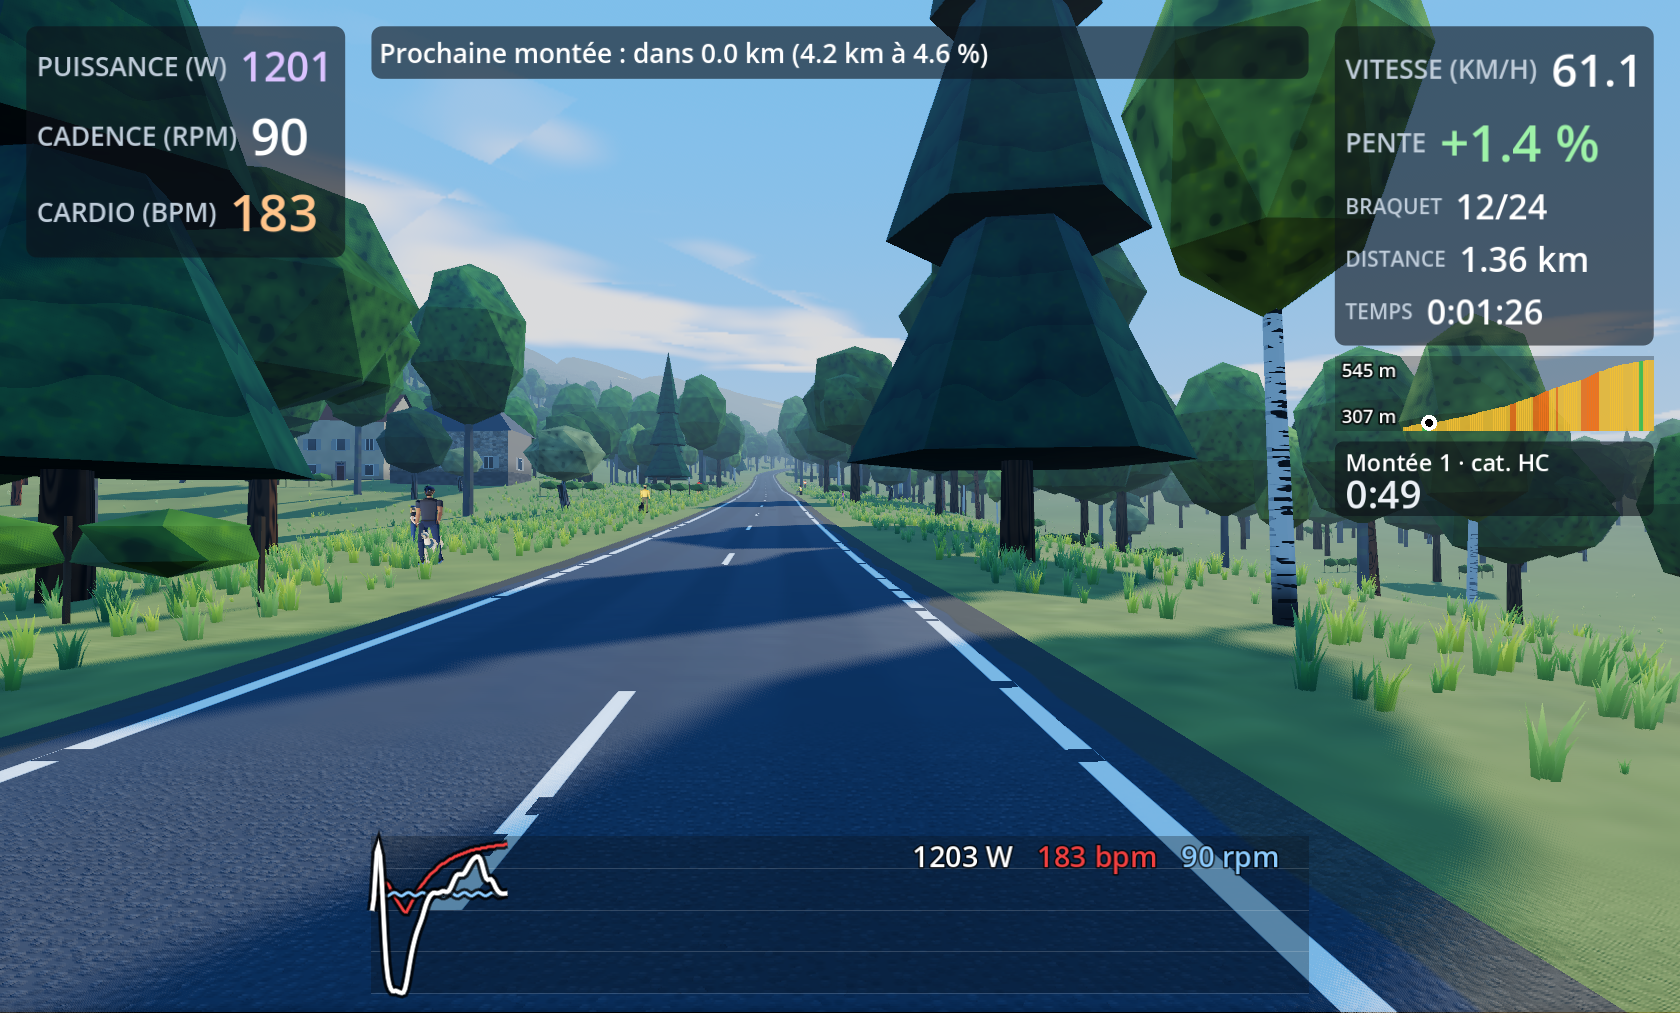 PUISSANCE (W) 1201
CADENCE (RPM) 90
CARDIO (BPM) 183
Prochaine montée : dans 0.0 km (4.2 km à 4.6 %)
VITESSE (KM/H) 61.1
PENTE +1.4 %
BRAQUET 12/24
DISTANCE 1.36 km
TEMPS 0:01:26
545 m
307 m
Montée 1 · cat. HC
0:49
1203 W 183 bpm 90 rpm